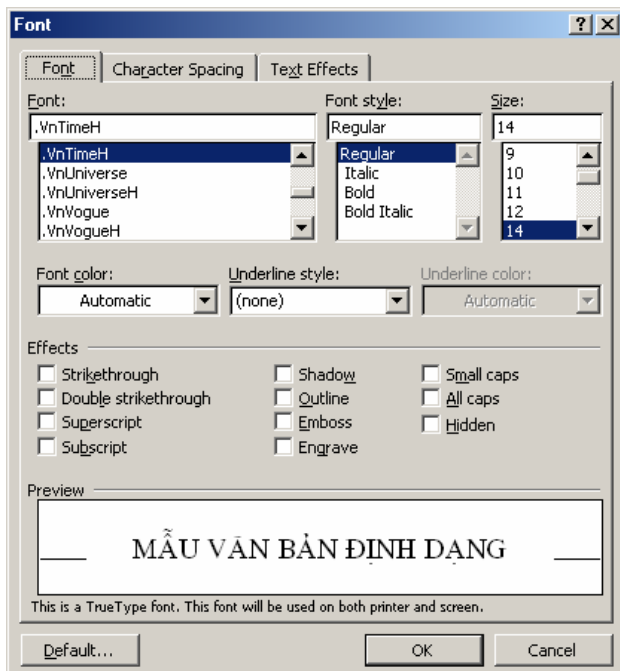 Font
Font Character Spacing Text Effects
Font: Font style: Size:
.VnTimeH Regular 14
.VnTimeH Regular 9
.VnUniverse Italic 10
.VnUniverseH Bold 11
.VnVogue Bold Italic 12
.VnVogueH 14
Font color: Underline style: Underline color:
Automatic (none) Automatic
Effects
Strikethrough Shadow Small caps
Double strikethrough Outline All caps
Superscript Emboss Hidden
Subscript Engrave
Preview
MẪU VĂN BẢN ĐỊNH DẠNG
This is a TrueType font. This font will be used on both printer and screen.
Default... OK Cancel